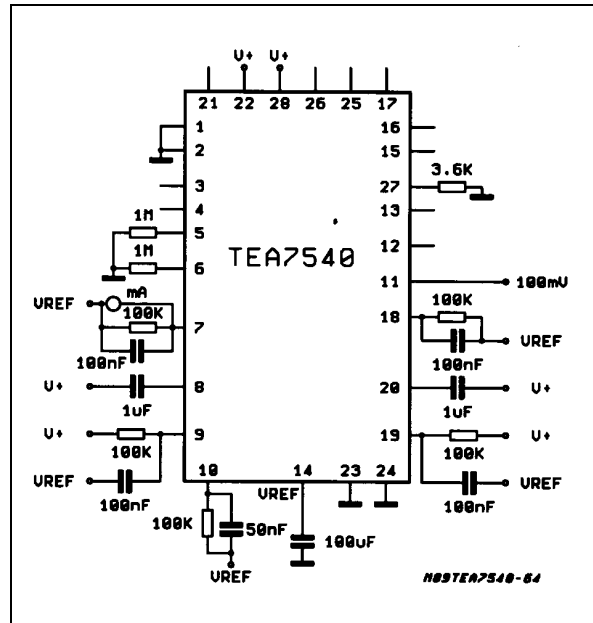 V+ V+
21 22 28 26 25 17
1 16
2 15
3.6K
3 27
4 13
1M
5 12
1M
TEA7540
6 11 100mV
VREF mA 100K
100K 18
7 VREF
100nF 100nF
V+ 8 20 V+
1uF 1uF
V+ 9 19 V+
100K 100K
10 14 23 24
VREF VREF VREF
100nF 100nF
100K 50nF 100uF
VREF
M89TEA7540-64